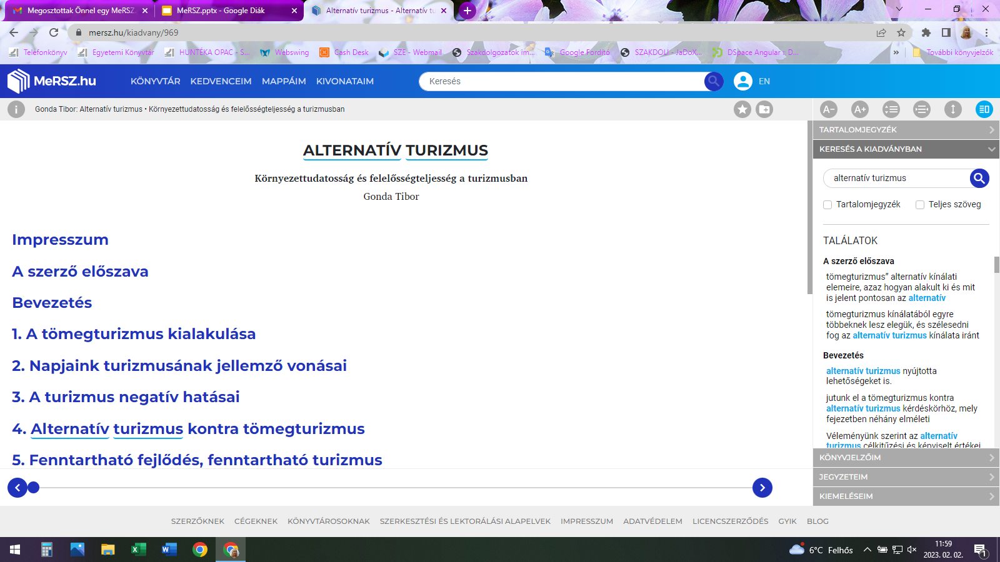 Megosztottak Önnel egy MeRSZ.
MeRSZ.pptx - Google Diák
Alternatív turizmus - Alternatív tu
mersz.hu/kiadvany/969
Telefonkönyv
Egyetemi Könyvtár
HUNTÉKA OPAC - S...
Webswing
Cash Desk
SZE - Webmail
Szakdolgozatok im...
Google Fordító
SZAKDOLI - JaDoX...
DSpace Angular :: D...
»
További könyvjelzők
MeRSZ.hu
KÖNYVTÁR
KEDVENCEIM
MAPPÁIM
KIVONATAIM
Keresés
EN
Gonda Tibor: Alternatív turizmus • Környezettudatosság és felelősségteljesség a turizmusban
A-
A+
ALTERNATÍV TURIZMUS
Környezettudatosság és felelősségteljesség a turizmusban
Gonda Tibor
Impresszum
A szerző előszava
Bevezetés
1. A tömegturizmus kialakulása
2. Napjaink turizmusának jellemző vonásai
3. A turizmus negatív hatásai
4. Alternatív turizmus kontra tömegturizmus
5. Fenntartható fejlődés, fenntartható turizmus
TARTALOMJEGYZÉK
KERESÉS A KIADVÁNYBAN
alternatív turizmus
Tartalomjegyzék
Teljes szöveg
TALÁLATOK
A szerző előszava
tömegturizmus” alternatív kínálati
elemeire, azaz hogyan alakult ki és mit
is jelent pontosan az alternatív
tömegturizmus kínálatából egyre
többeknek lesz elegük, és szélesedni
fog az alternatív turizmus kínálata iránt
Bevezetés
alternatív turizmus nyújtotta
lehetőségeket is.
jutunk el a tömegturizmus kontra
alternatív turizmus kérdéskörhöz, mely
fejezetben néhány elméleti
Véleményünk szerint az alternatív
turizmus célkitűzési és képviselt értékei
KÖNYVJELZŐIM
JEGYZETEIM
KIEMELÉSEIM
SZERZŐKNEK
CÉGEKNEK
KÖNYVTÁROSOKNAK
SZERKESZTÉSI ÉS LEKTORÁLÁSI ALAPELVEK
IMPRESSZUM
ADATVÉDELEM
LICENCSZERZŐDÉS
GYIK
BLOG
6°C Felhős
11:59
2023. 02. 02.
1